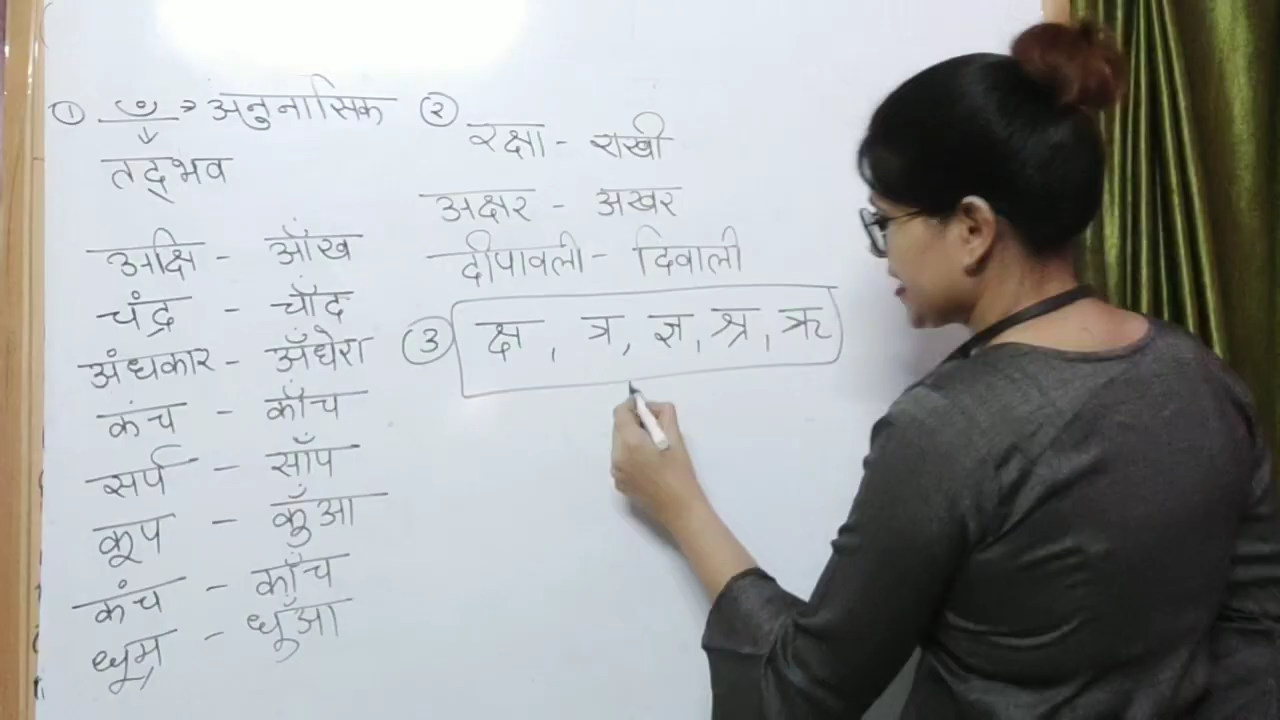 ① ँ → अनुनासिक
↓
तद्भव
अक्षि - आँख
चंद्र - चाँद
अंधकार - अँधेरा
कंच - काँच
सर्प - साँप
कूप - कुँआ
कंच - काँच
धूम्र - धूँआ
②
रक्षा - राखी
अक्षर - अखर
दीपावली - दिवाली
③ क्ष, त्र, ज्ञ, श्र, ऋ